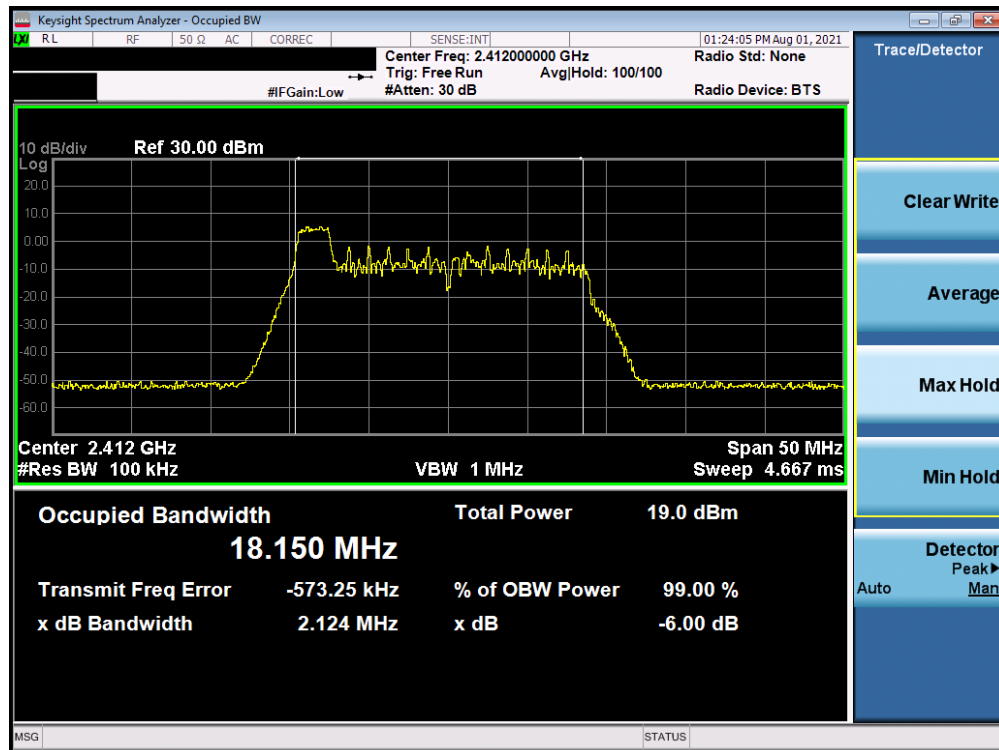 Keysight Spectrum Analyzer - Occupied BW
LXI RL RF 50 Ω AC CORREC SENSE:INT 01:24:05 PM Aug 01, 2021
Center Freq: 2.412000000 GHz Radio Std: None
Trig: Free Run Avg|Hold: 100/100
#IFGain:Low #Atten: 30 dB Radio Device: BTS
10 dB/div Ref 30.00 dBm
Log
20.0
10.0
0.00
-10.0
-20.0
-30.0
-40.0
-50.0
-60.0
Center 2.412 GHz Span 50 MHz
#Res BW 100 kHz VBW 1 MHz Sweep 4.667 ms
Occupied Bandwidth Total Power 19.0 dBm
18.150 MHz
Transmit Freq Error -573.25 kHz % of OBW Power 99.00 %
x dB Bandwidth 2.124 MHz x dB -6.00 dB
MSG STATUS
Trace/Detector
Clear Write
Average
Max Hold
Min Hold
Detector
Peak▶
Auto Man